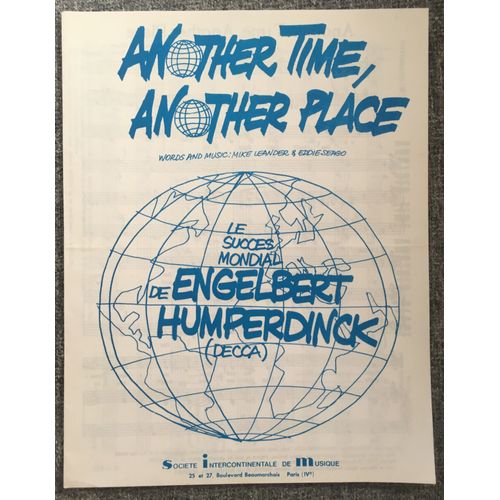 ANOTHER TIME,
ANOTHER PLACE
WORDS AND MUSIC: MIKE LEANDER & EDDIE SEAGO
LE
SUCCES
MONDIAL
DE ENGELBERT
HUMPERDINCK
(DECCA)
SOCIETE INTERCONTINENTALE DE MUSIQUE
25 et 27, Boulevard Beaumarchais Paris (IVe)